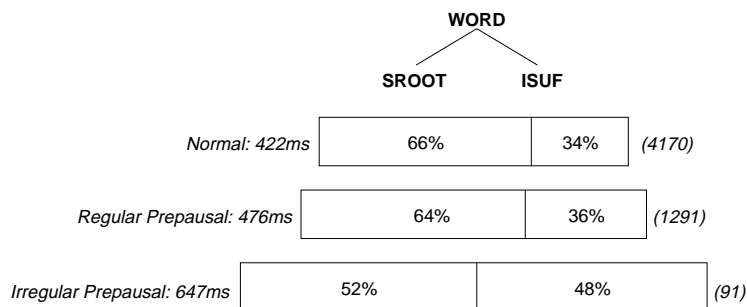 WORD
SROOT ISUF
Normal: 422ms 66% 34% (4170)
Regular Prepausal: 476ms 64% 36% (1291)
Irregular Prepausal: 647ms 52% 48% (91)